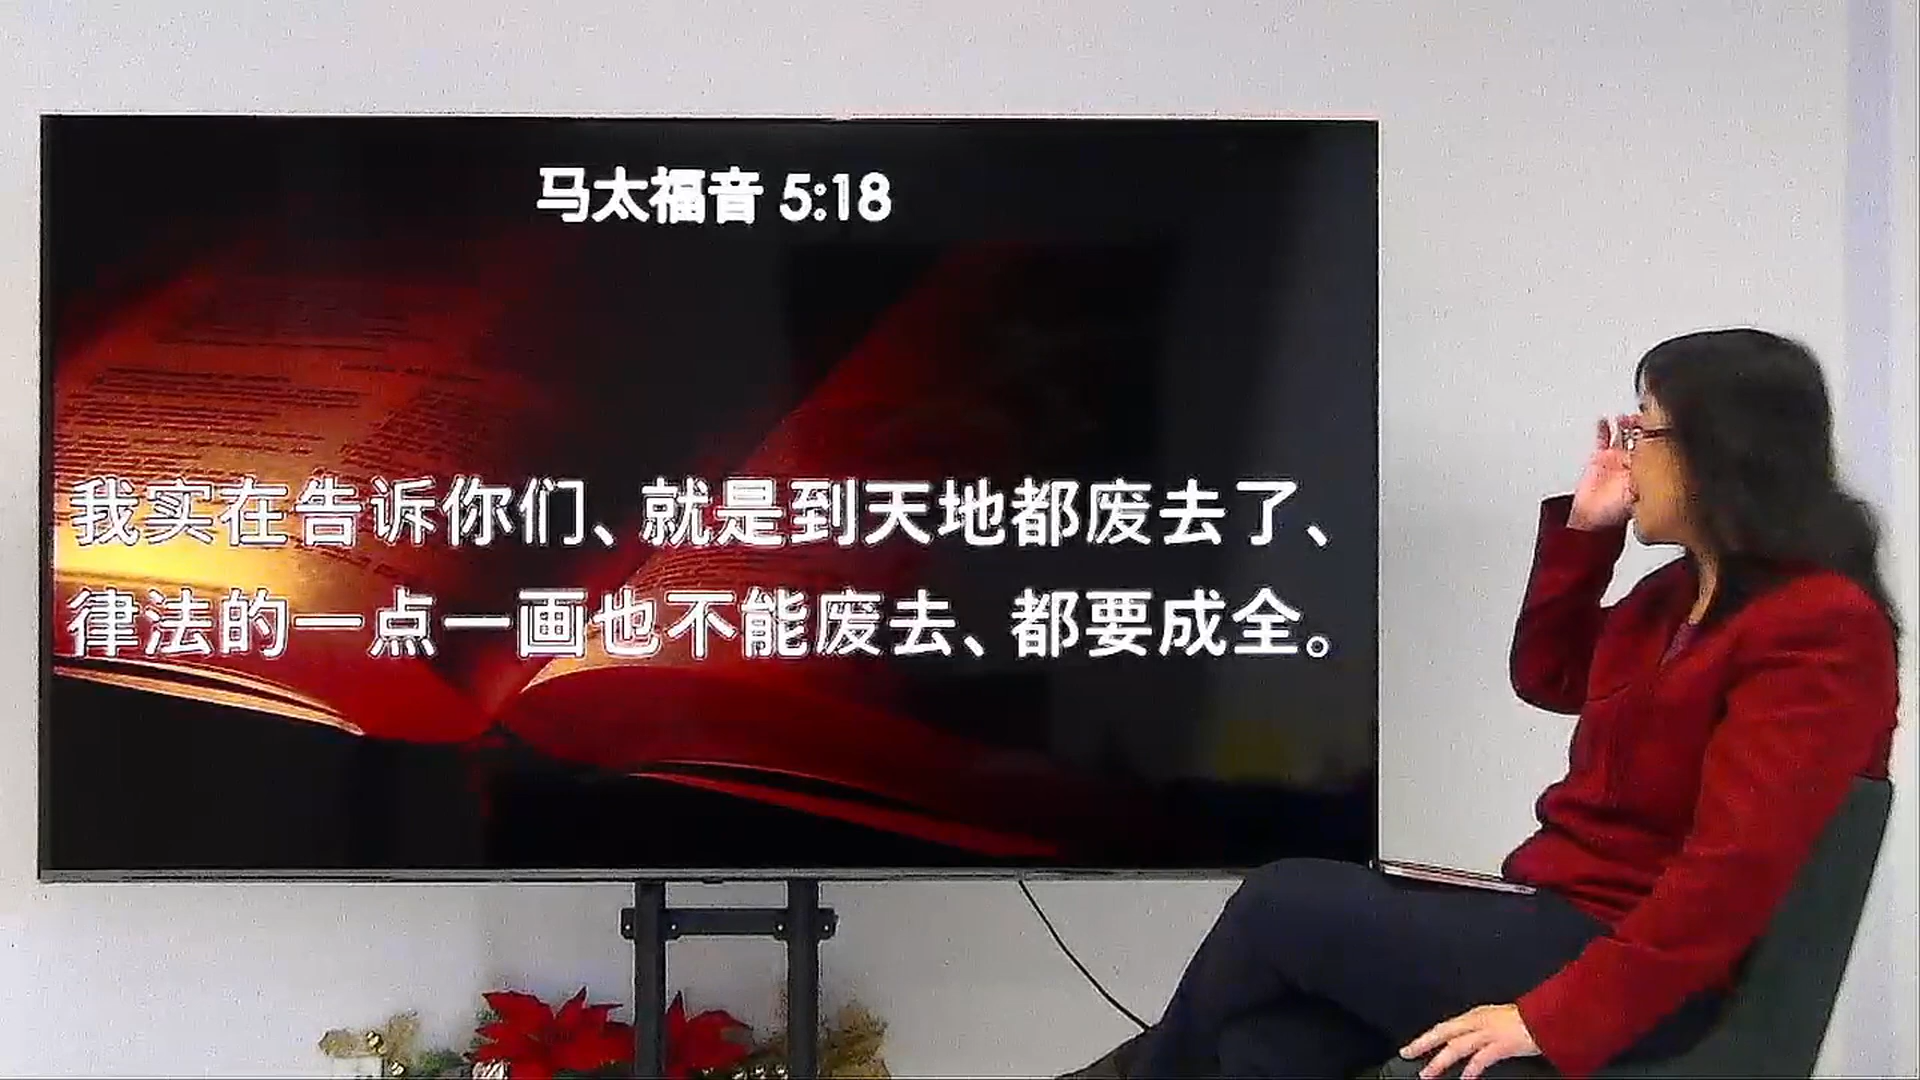 马太福音 5:18
我实在告诉你们、就是到天地都废去了、
律法的一点一画也不能废去、都要成全。